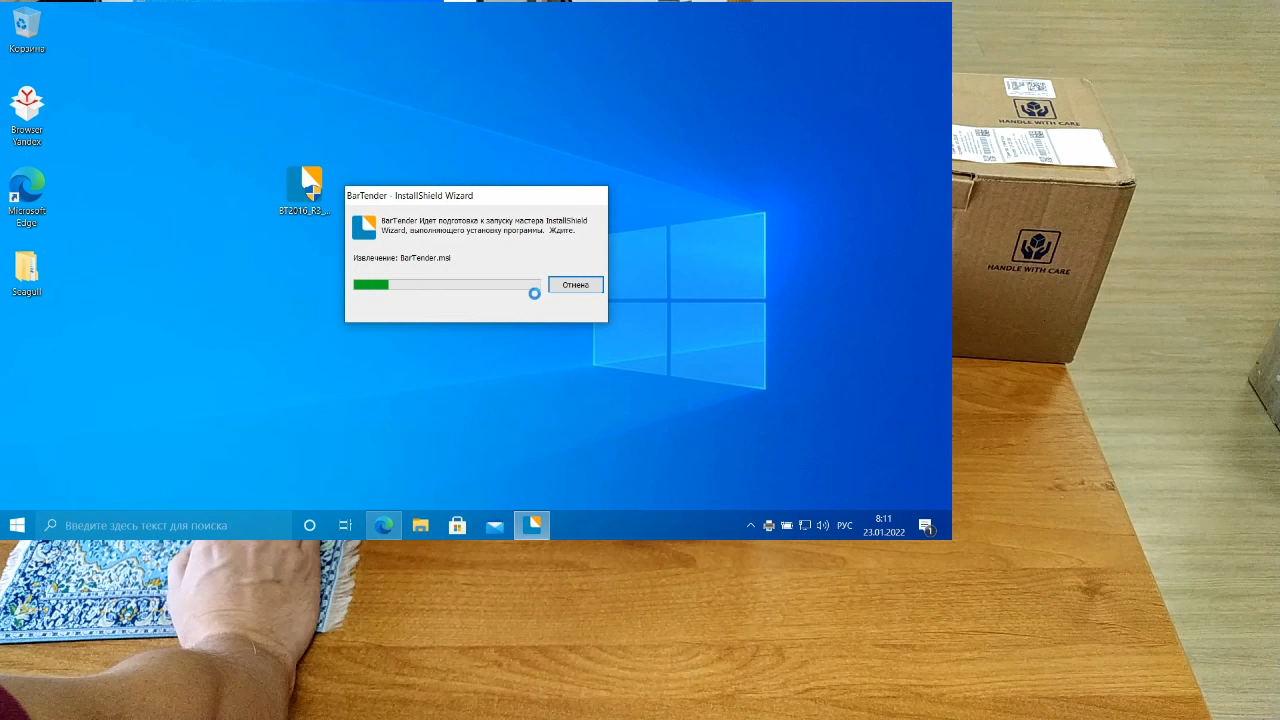 Корзина
Browser
Yandex
Microsoft
Edge
Seagull
BT2016_R3_...
BarTender - InstallShield Wizard
BarTender Идет подготовка к запуску мастера InstallShield
Wizard, выполняющего установку программы. Ждите.
Извлечение: BarTender.msi
Отмена
Введите здесь текст для поиска
РУС
8:11
23.01.2022
1
HANDLE WITH CARE
HANDLE WITH CARE